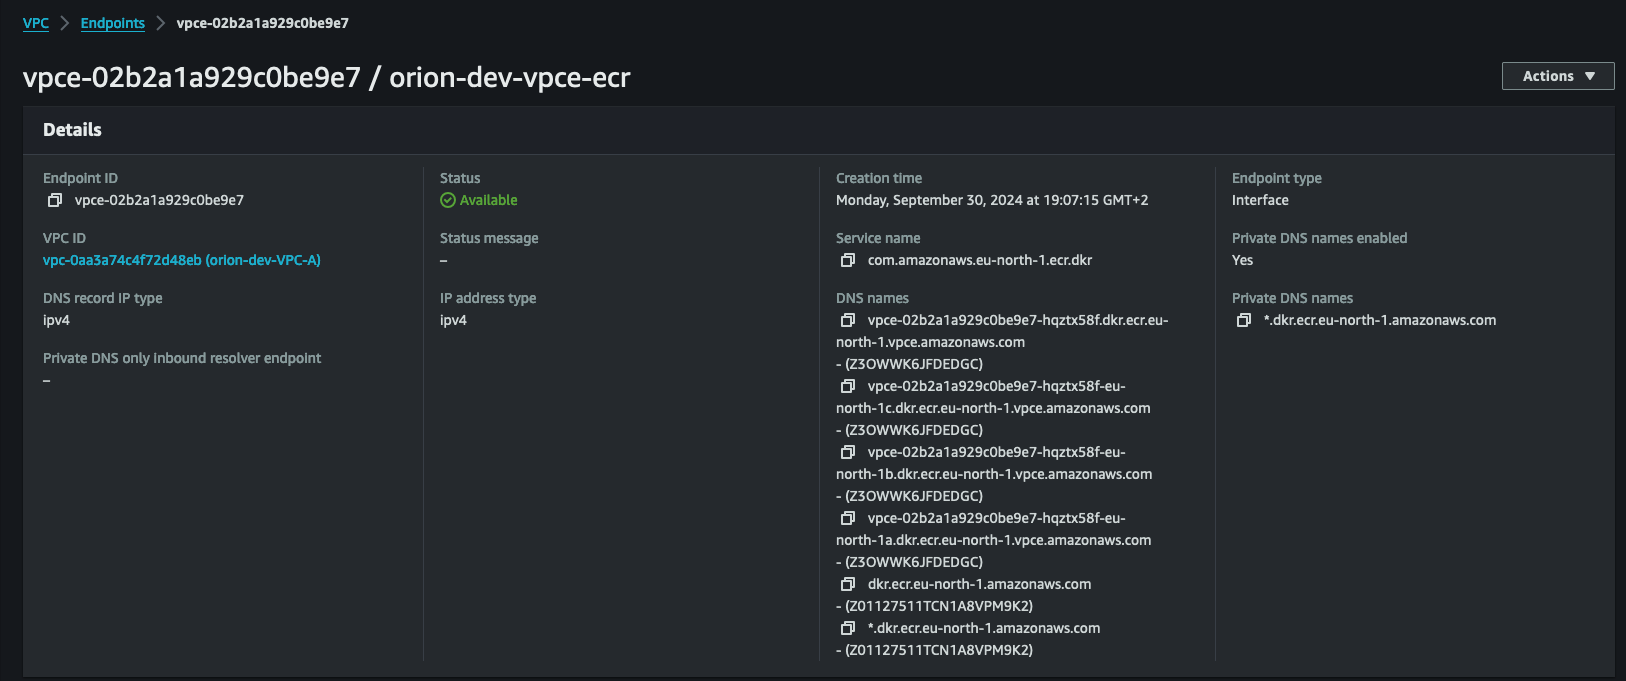 VPC > Endpoints > vpce-02b2a1a929c0be9e7
vpce-02b2a1a929c0be9e7 / orion-dev-vpce-ecr
Actions ▼
Details
Endpoint ID
vpce-02b2a1a929c0be9e7
VPC ID
vpc-0aa3a74c4f72d48eb (orion-dev-VPC-A)
DNS record IP type
ipv4
Private DNS only inbound resolver endpoint
–
Status
Available
Status message
–
IP address type
ipv4
Creation time
Monday, September 30, 2024 at 19:07:15 GMT+2
Service name
com.amazonaws.eu-north-1.ecr.dkr
DNS names
vpce-02b2a1a929c0be9e7-hqztx58f.dkr.ecr.eu-
north-1.vpce.amazonaws.com
- (Z3OWWK6JFDEDGC)
vpce-02b2a1a929c0be9e7-hqztx58f-eu-
north-1c.dkr.ecr.eu-north-1.vpce.amazonaws.com
- (Z3OWWK6JFDEDGC)
vpce-02b2a1a929c0be9e7-hqztx58f-eu-
north-1b.dkr.ecr.eu-north-1.vpce.amazonaws.com
- (Z3OWWK6JFDEDGC)
vpce-02b2a1a929c0be9e7-hqztx58f-eu-
north-1a.dkr.ecr.eu-north-1.vpce.amazonaws.com
- (Z3OWWK6JFDEDGC)
dkr.ecr.eu-north-1.amazonaws.com
- (Z01127511TCN1A8VPM9K2)
*.dkr.ecr.eu-north-1.amazonaws.com
- (Z01127511TCN1A8VPM9K2)
Endpoint type
Interface
Private DNS names enabled
Yes
Private DNS names
*.dkr.ecr.eu-north-1.amazonaws.com